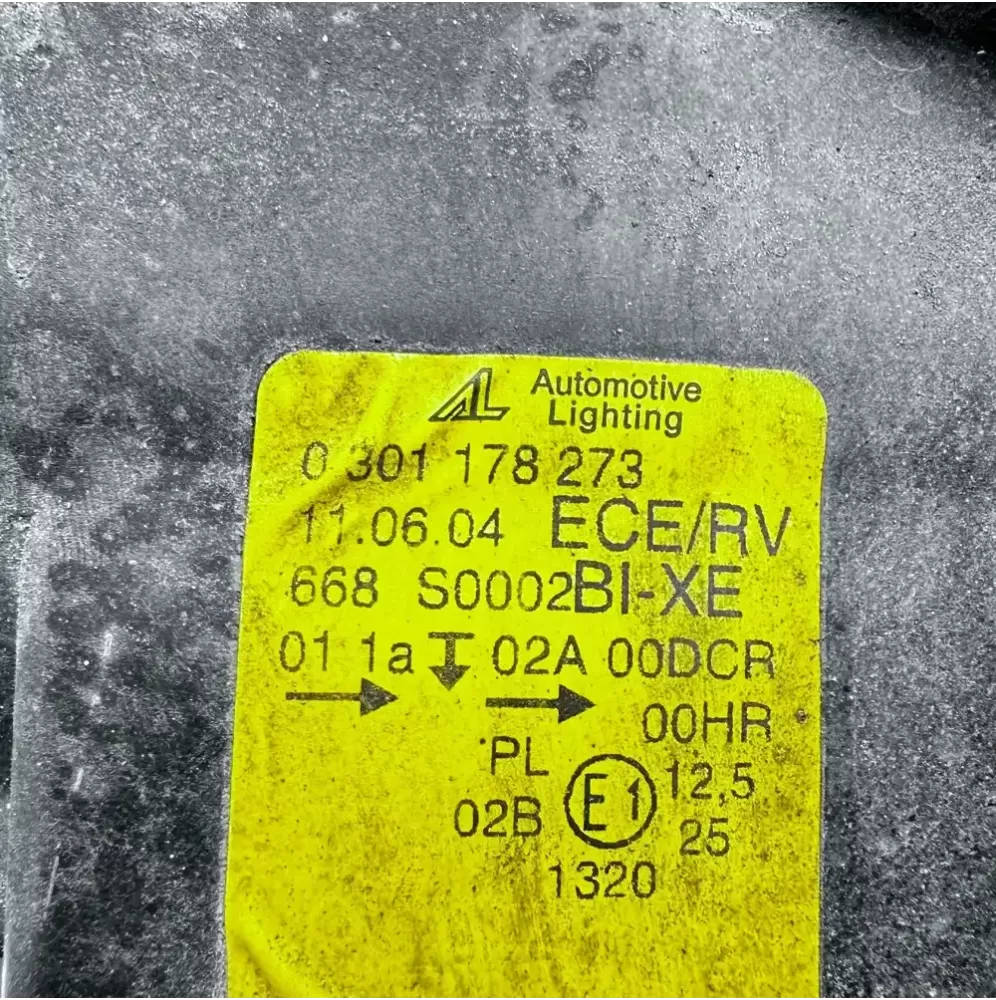 AL Automotive
Lighting
0 301 178 273
11.06.04 ECE/RV
668 S0002BI-XE
01 1a 02A 00DCR
00HR
PL
12,5
02B E1
25
1320